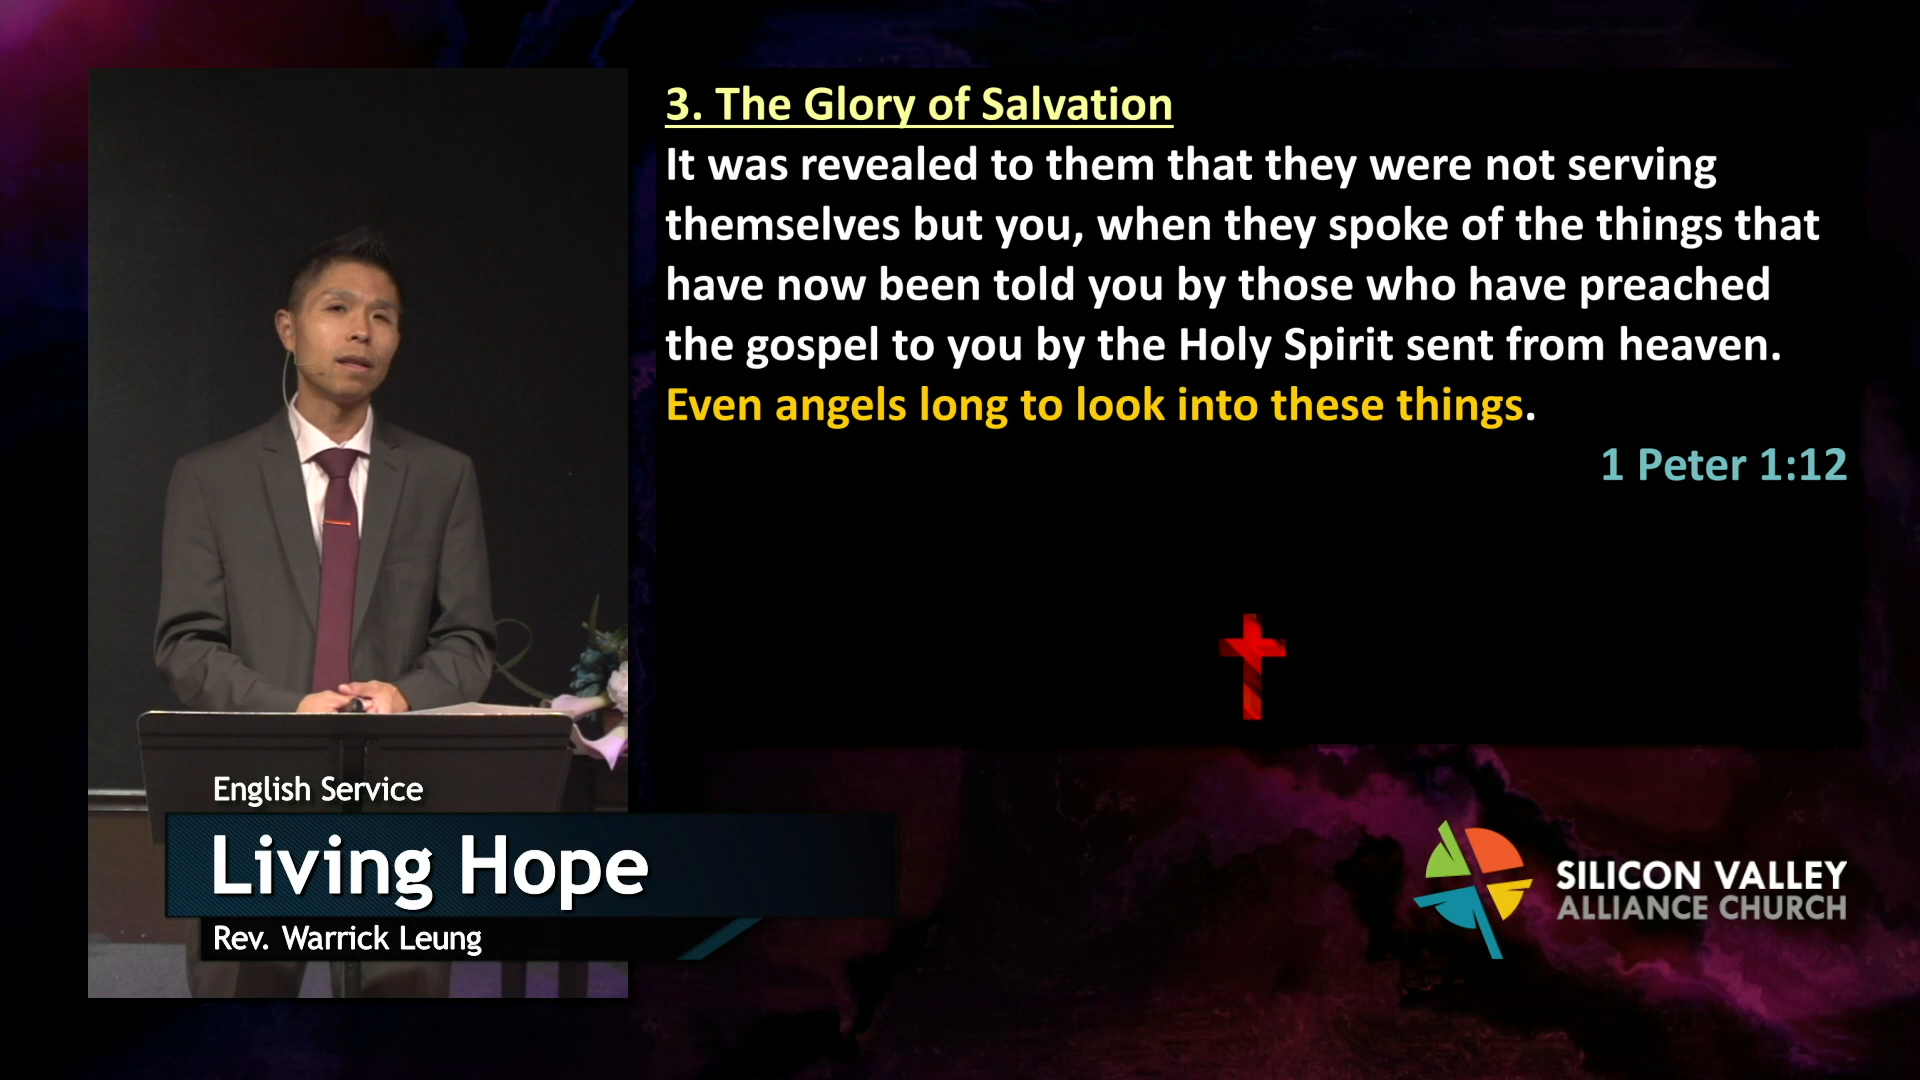 3. The Glory of Salvation
It was revealed to them that they were not serving
themselves but you, when they spoke of the things that
have now been told you by those who have preached
the gospel to you by the Holy Spirit sent from heaven.
Even angels long to look into these things.
1 Peter 1:12
English Service
Living Hope
Rev. Warrick Leung
SILICON VALLEY
ALLIANCE CHURCH